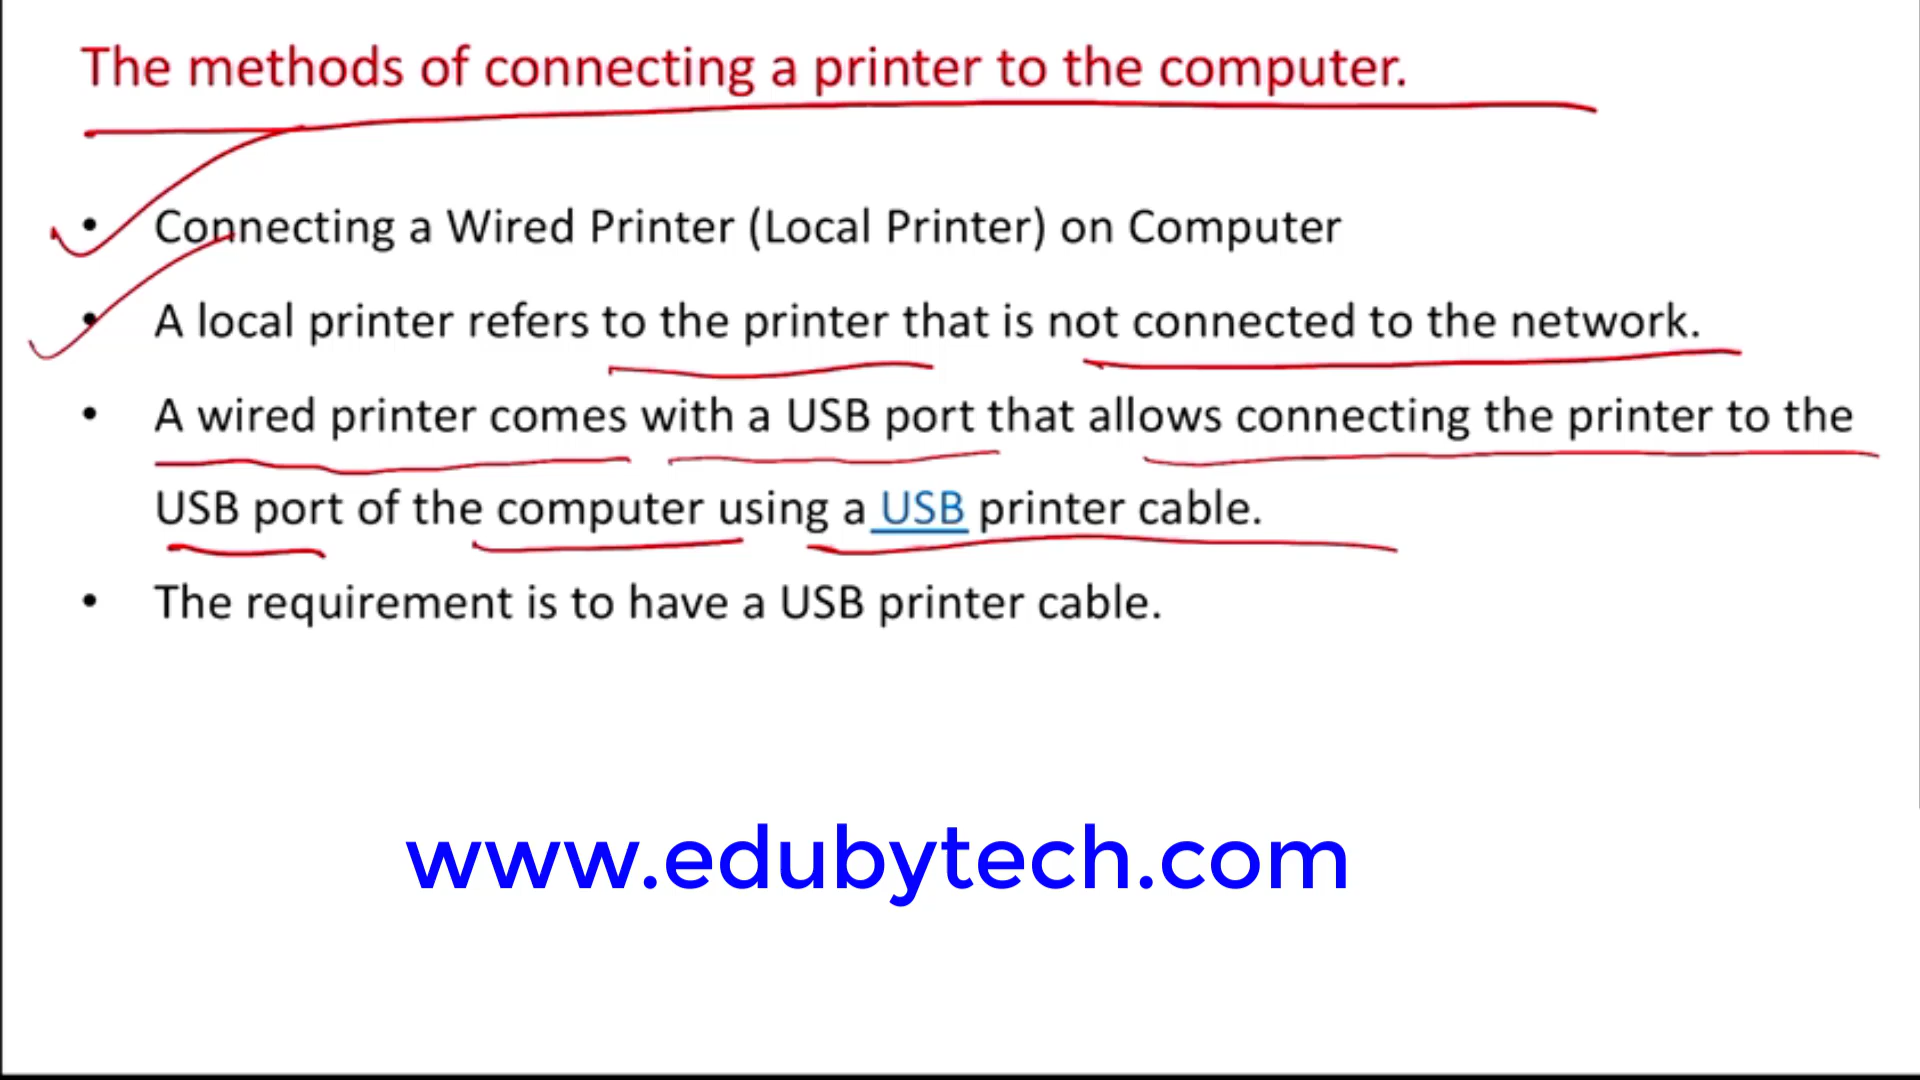 The methods of connecting a printer to the computer.
• Connecting a Wired Printer (Local Printer) on Computer
• A local printer refers to the printer that is not connected to the network.
• A wired printer comes with a USB port that allows connecting the printer to the
USB port of the computer using a USB printer cable.
• The requirement is to have a USB printer cable.
www.edubytech.com